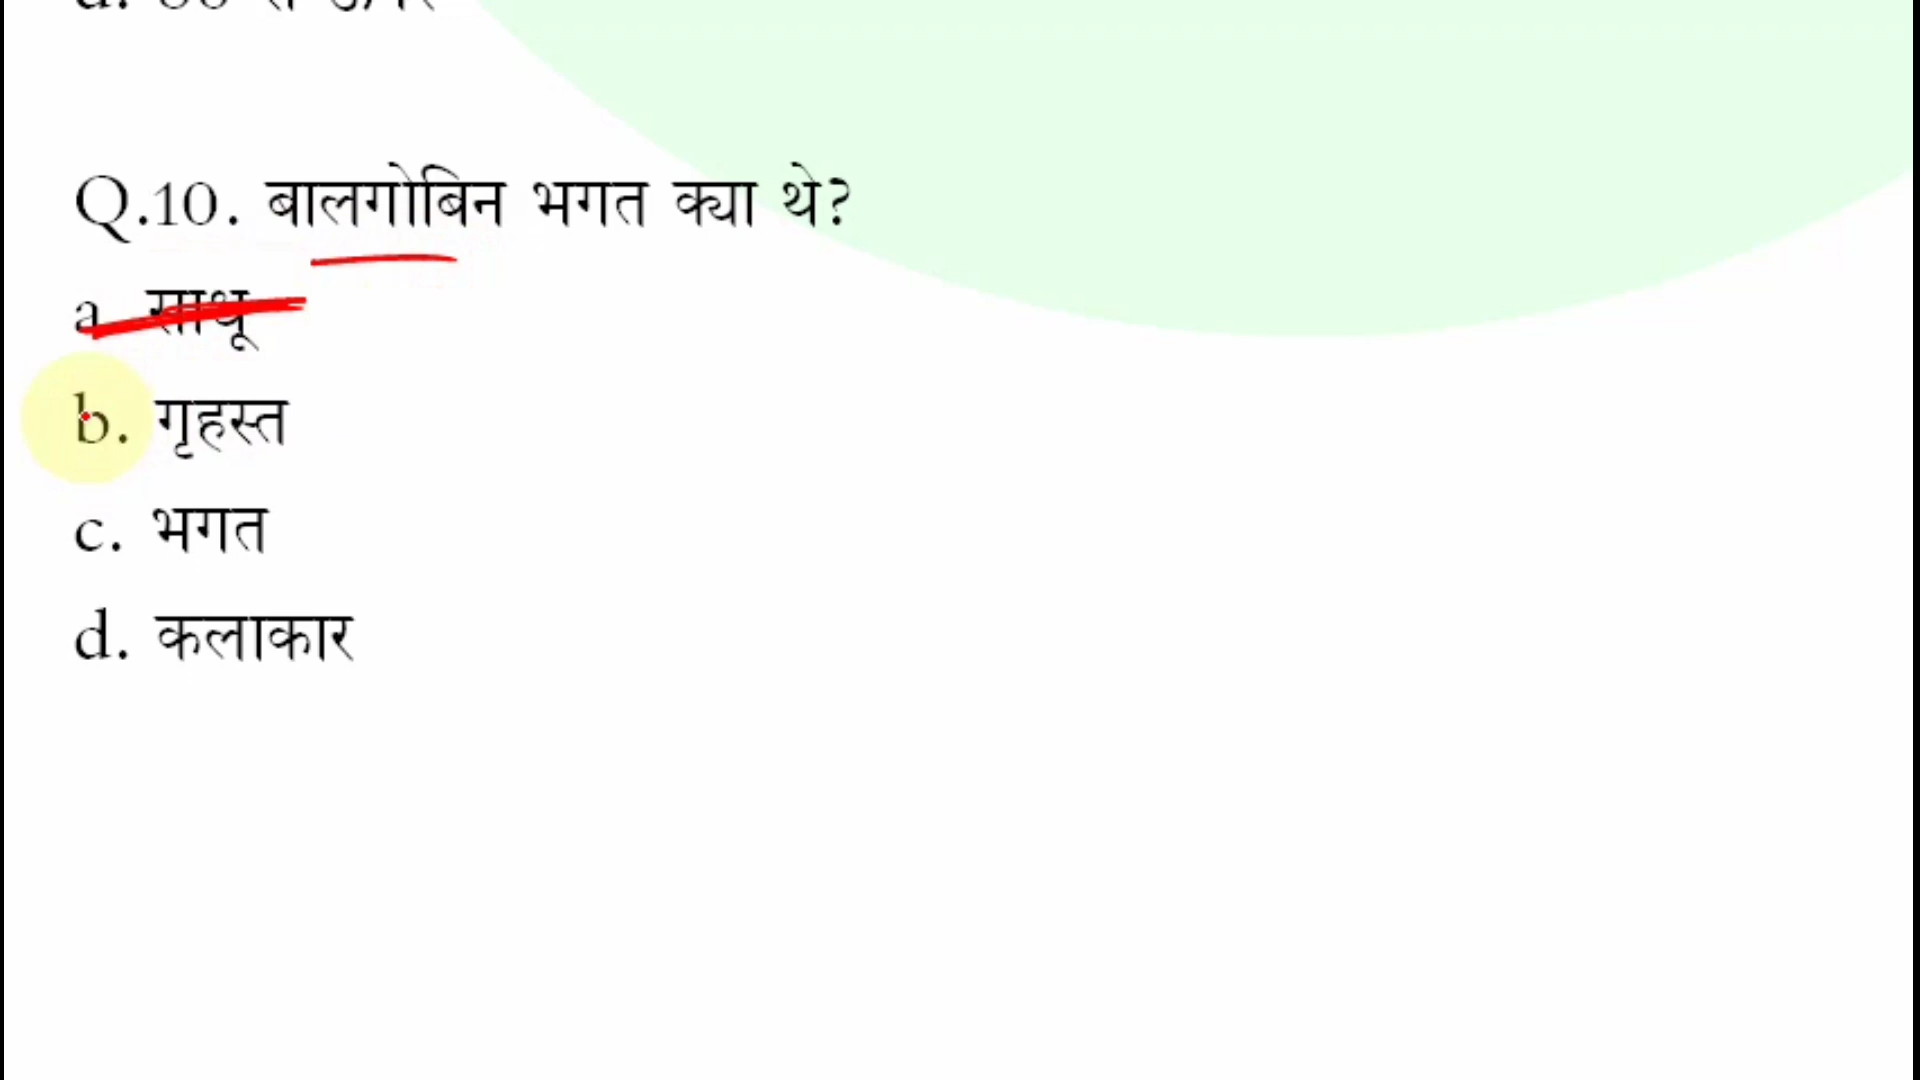 Q.10. बालगोबिन भगत क्या थे?
a. साधू
b. गृहस्त
c. भगत
d. कलाकार